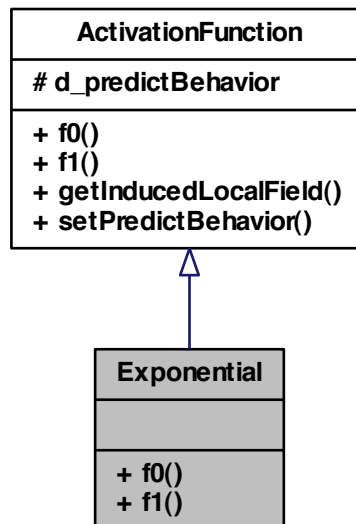 ActivationFunction
# d_predictBehavior
+ f0()
+ f1()
+ getInducedLocalField()
+ setPredictBehavior()
Exponential
+ f0()
+ f1()